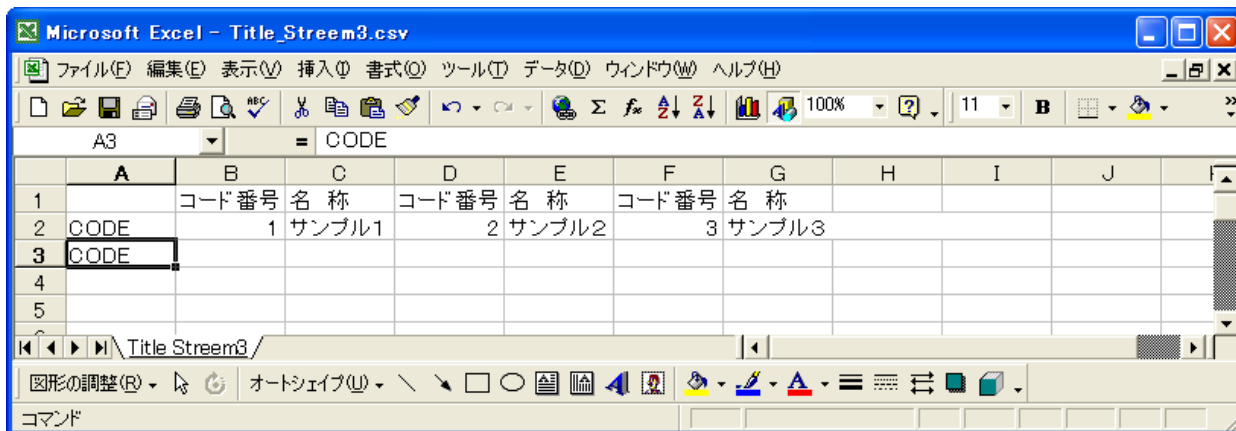 Microsoft Excel - Title_Streem3.csv
ファイル(F) 編集(E) 表示(V) 挿入(I) 書式(O) ツール(T) データ(D) ウィンドウ(W) ヘルプ(H)
ABC Σ fx A Z Z A 100% ? 11 B
A3 = CODE
A B C D E F G H I J
1 コード番号 名 称 コード番号 名 称 コード番号 名 称
2 CODE 1 サンプル1 2 サンプル2 3 サンプル3
3 CODE
4
5
Title Streem3
図形の調整(R) オートシェイプ(U) A A
コマンド